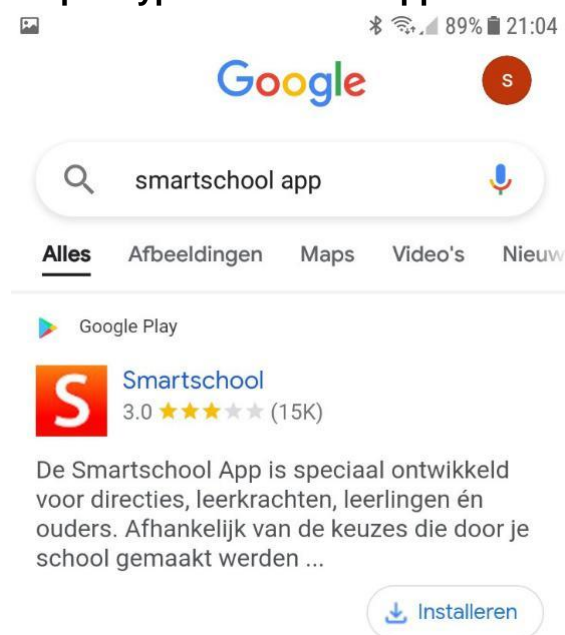 89% 21:04
Google
S
smartschool app
Alles Afbeeldingen Maps Video's Nieuw
Google Play
S
Smartschool
3.0 (15K)
De Smartschool App is speciaal ontwikkeld
voor directies, leerkrachten, leerlingen én
ouders. Afhankelijk van de keuzes die door je
school gemaakt werden ...
Installeren